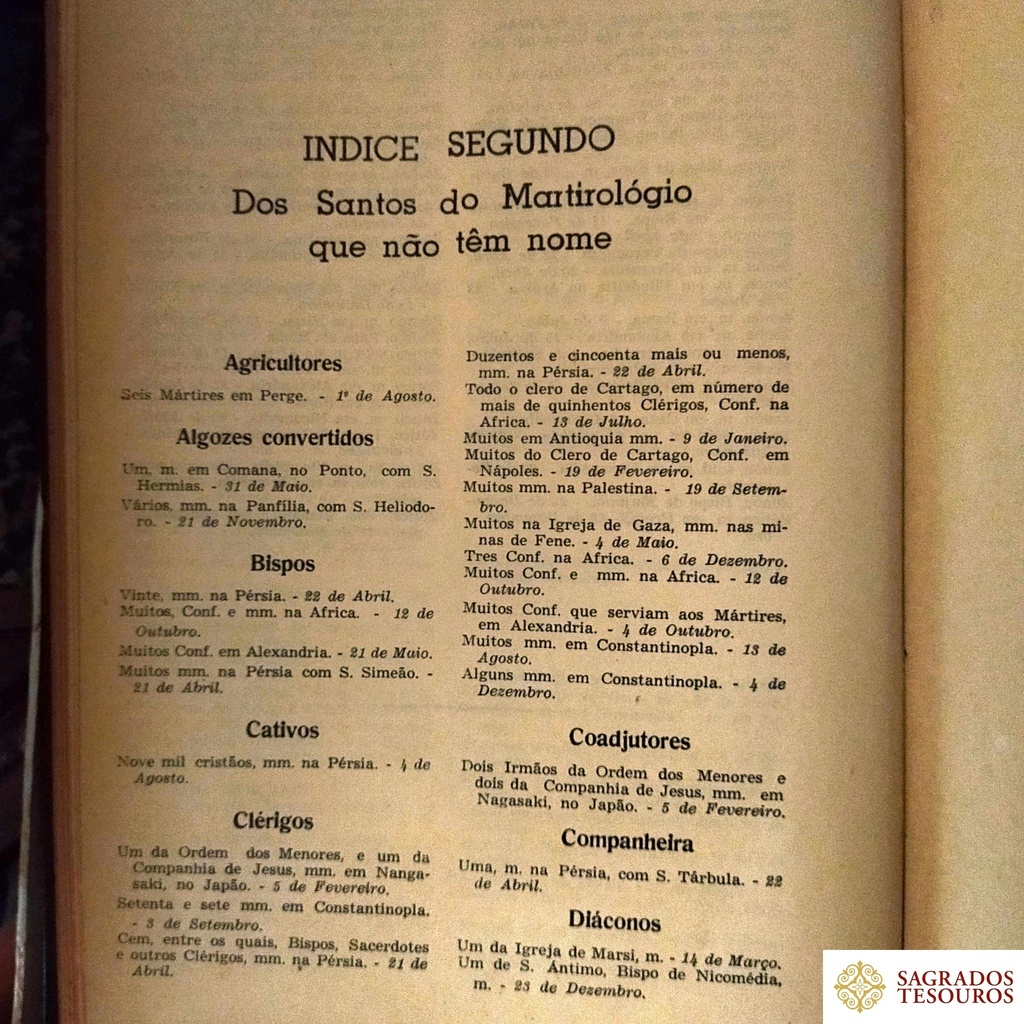 INDICE SEGUNDO
Dos Santos do Martirológio
que não têm nome
Agricultores
Seis Mártires em Perge. - 1º de Agosto.
Algozes convertidos
Um, m. em Comana, no Ponto, com S.
Hermias. - 31 de Maio.
Vários, mm. na Panfília, com S. Heliodo-
ro. - 21 de Novembro.
Bispos
Vinte, mm. na Pérsia. - 22 de Abril.
Muitos, Conf. e mm. na Africa. - 12 de
Outubro.
Muitos Conf. em Alexandria. - 21 de Maio.
Muitos mm. na Pérsia com S. Simeão. -
21 de Abril.
Cativos
Nove mil cristãos, mm. na Pérsia. - 4 de
Agosto.
Clérigos
Um da Ordem dos Menores, e um da
Companhia de Jesus, mm. em Nanga-
saki, no Japão. - 5 de Fevereiro.
Setenta e sete mm. em Constantinopla.
- 3 de Setembro.
Cem, entre os quais, Bispos, Sacerdotes
e outros Clérigos, mm. na Pérsia. - 21 de
Abril.
Duzentos e cincoenta mais ou menos,
mm. na Pérsia. - 22 de Abril.
Todo o clero de Cartago, em número de
mais de quinhentos Clérigos, Conf. na
Africa. - 13 de Julho.
Muitos em Antioquia mm. - 9 de Janeiro.
Muitos do Clero de Cartago, Conf. em
Nápoles. - 19 de Fevereiro.
Muitos mm. na Palestina. - 19 de Setem-
bro.
Muitos na Igreja de Gaza, mm. nas mi-
nas de Fene. - 4 de Maio.
Tres Conf. na Africa. - 6 de Dezembro.
Muitos Conf. e mm. na Africa. - 12 de
Outubro.
Muitos Conf. que serviam aos Mártires,
em Alexandria. - 4 de Outubro.
Muitos mm. em Constantinopla. - 13 de
Agosto.
Alguns mm. em Constantinopla. - 4 de
Dezembro.
Coadjutores
Dois Irmãos da Ordem dos Menores e
dois da Companhia de Jesus, mm. em
Nagasaki, no Japão. - 5 de Fevereiro.
Companheira
Uma, m. na Pérsia, com S. Tárbula. - 22
de Abril.
Diáconos
Um da Igreja de Marsi, m. - 14 de Março.
Um de S. Antimo, Bispo de Nicomédia,
m. - 23 de Dezembro.
SAGRADOS
TESOUROS